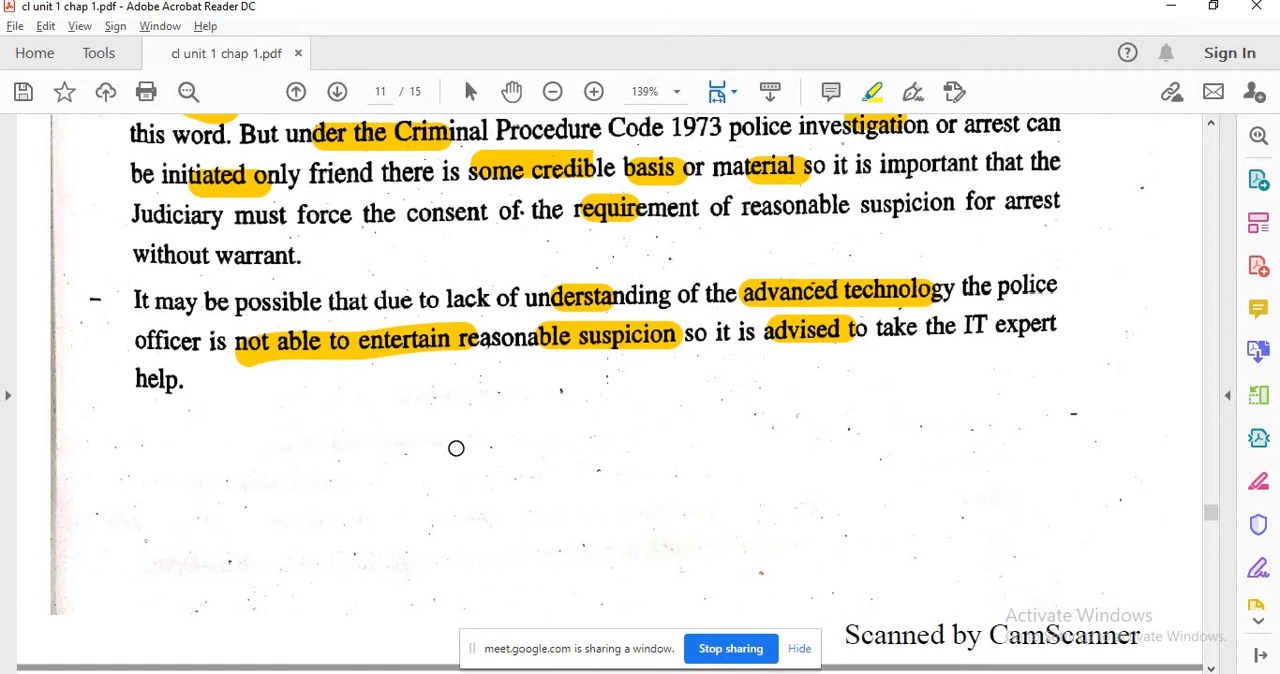 cl unit 1 chap 1.pdf - Adobe Acrobat Reader DC
File Edit View Sign Window Help
Home Tools cl unit 1 chap 1.pdf × Sign In
11 / 15 139%
this word. But under the Criminal Procedure Code 1973 police investigation or arrest can
be initiated only friend there is some credible basis or material so it is important that the
Judiciary must force the consent of the requirement of reasonable suspicion for arrest
without warrant.
- It may be possible that due to lack of understanding of the advanced technology the police
officer is not able to entertain reasonable suspicion so it is advised to take the IT expert
help.
Activate Windows
Scanned by CamScanner
meet.google.com is sharing a window. Stop sharing Hide